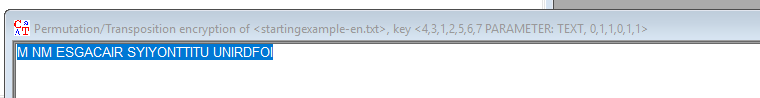 Permutation/Transposition encryption of <startingexample-en.txt>, key <4,3,1,2,5,6,7 PARAMETER: TEXT, 0,1,1,0,1,1>
M NM ESGACAIR SYIYONTTITU UNIRDFOI